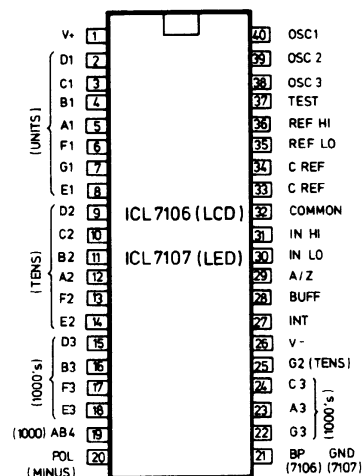 V+ 1
D1 2
C1 3
B1 4
A1 5
F1 6
G1 7
E1 8
(UNITS)
D2 9
C2 10
B2 11
A2 12
F2 13
E2 14
(TENS)
D3 15
B3 16
F3 17
E3 18
(1000's)
(1000) AB4 19
POL 20
(MINUS)
ICL7106 (LCD)
ICL7107 (LED)
40 OSC1
39 OSC 2
38 OSC 3
37 TEST
36 REF HI
35 REF LO
34 C REF
33 C REF
32 COMMON
31 IN HI
30 IN LO
29 A/Z
28 BUFF
27 INT
26 V-
25 G2 (TENS)
24 C3
23 A3
22 G3
(1000's)
21 BP GND
(7106) (7107)